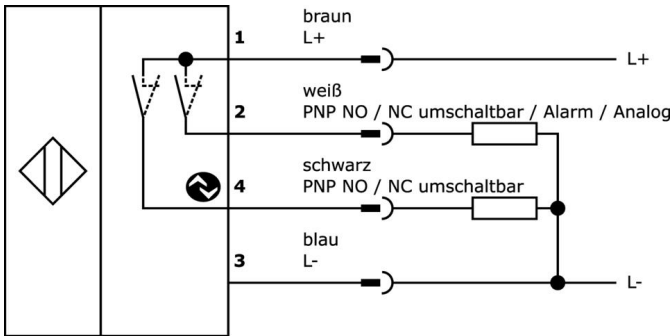 braun
1 L+
L+
weiß
2 PNP NO / NC umschaltbar / Alarm / Analog
schwarz
4 PNP NO / NC umschaltbar
blau
3 L-
L-